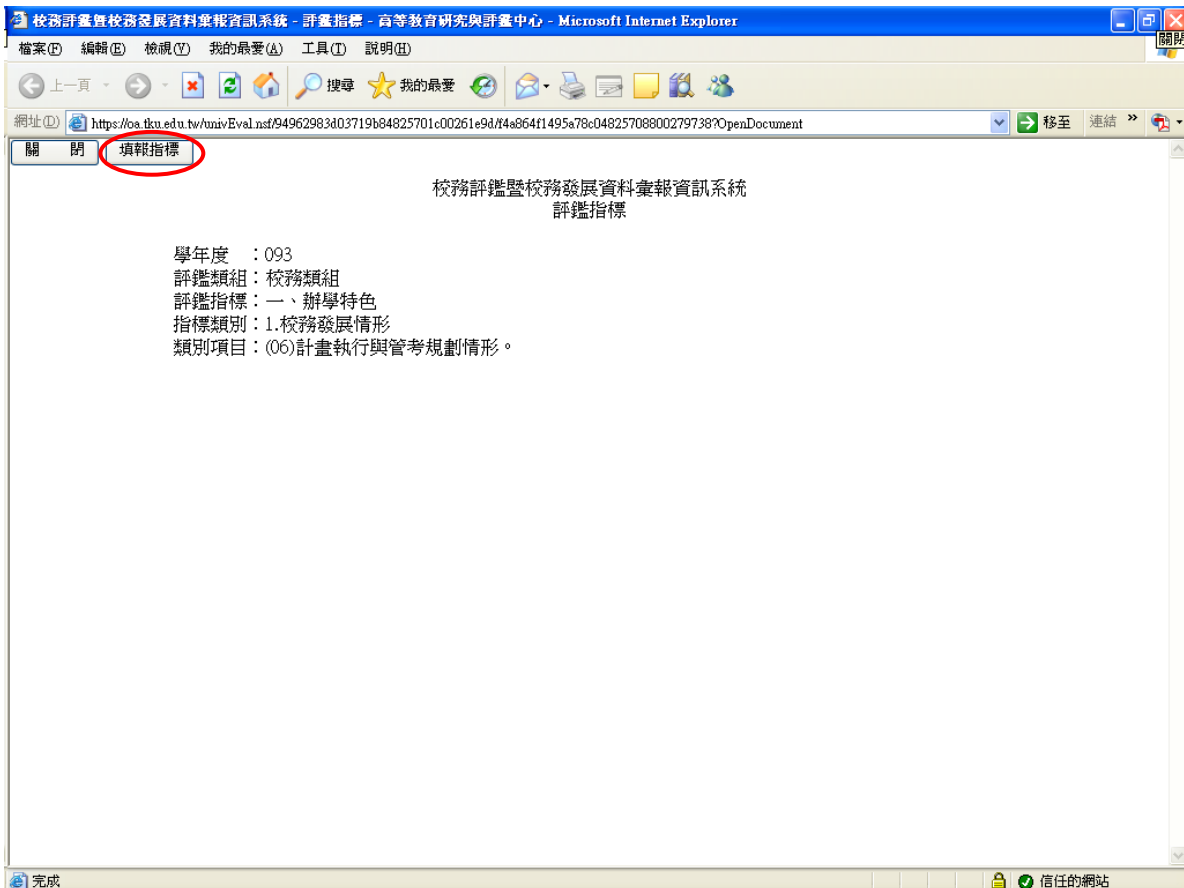 校務評鑑暨校務發展資料彙報資訊系統 - 評鑑指標 - 高等教育研究與評鑑中心 - Microsoft Internet Explorer
關閉
檔案(F) 編輯(E) 檢視(V) 我的最愛(A) 工具(T) 說明(H)
上一頁 搜尋 我的最愛
網址(D) https://oa.tku.edu.tw/univEval.nsf/94962983d03719b84825701c00261e9d/f4a864f1495a78c04825708800279738?OpenDocument 移至 連結 »
關 閉 填報指標
校務評鑑暨校務發展資料彙報資訊系統
評鑑指標
學年度 ：093
評鑑類組：校務類組
評鑑指標：一、辦學特色
指標類別：1.校務發展情形
類別項目：(06)計畫執行與管考規劃情形。
完成 信任的網站